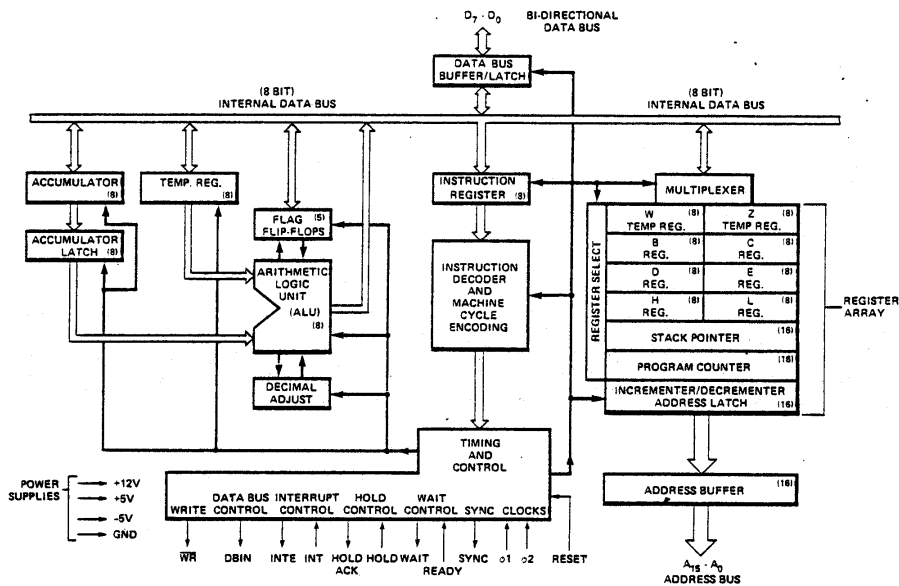 D7 - D0 BI-DIRECTIONAL
DATA BUS
DATA BUS
BUFFER/LATCH
(8 BIT)
INTERNAL DATA BUS
(8 BIT)
INTERNAL DATA BUS
ACCUMULATOR
(8)
TEMP. REG.
(8)
INSTRUCTION
REGISTER (8)
MULTIPLEXER
FLAG (5)
FLIP-FLOPS
ACCUMULATOR
LATCH (8)
ARITHMETIC
LOGIC
UNIT
(ALU)
(8)
DECIMAL
ADJUST
INSTRUCTION
DECODER
AND
MACHINE
CYCLE
ENCODING
REGISTER SELECT
W (8)
TEMP REG.
Z (8)
TEMP REG.
B (8)
REG.
C (8)
REG.
D (8)
REG.
E (8)
REG.
H (8)
REG.
L (8)
REG.
(16)
STACK POINTER
(16)
PROGRAM COUNTER
INCREMENTER/DECREMENTER
ADDRESS LATCH (16)
REGISTER
ARRAY
TIMING
AND
CONTROL
WRITE
DATA BUS
CONTROL
INTERRUPT
CONTROL
HOLD
CONTROL
WAIT
CONTROL
SYNC
CLOCKS
POWER
SUPPLIES
+12V
+5V
-5V
GND
WR
DBIN
INTE
INT
HOLD
ACK
HOLD
WAIT
READY
SYNC
ø1
ø2
RESET
ADDRESS BUFFER (16)
A15 - A0
ADDRESS BUS